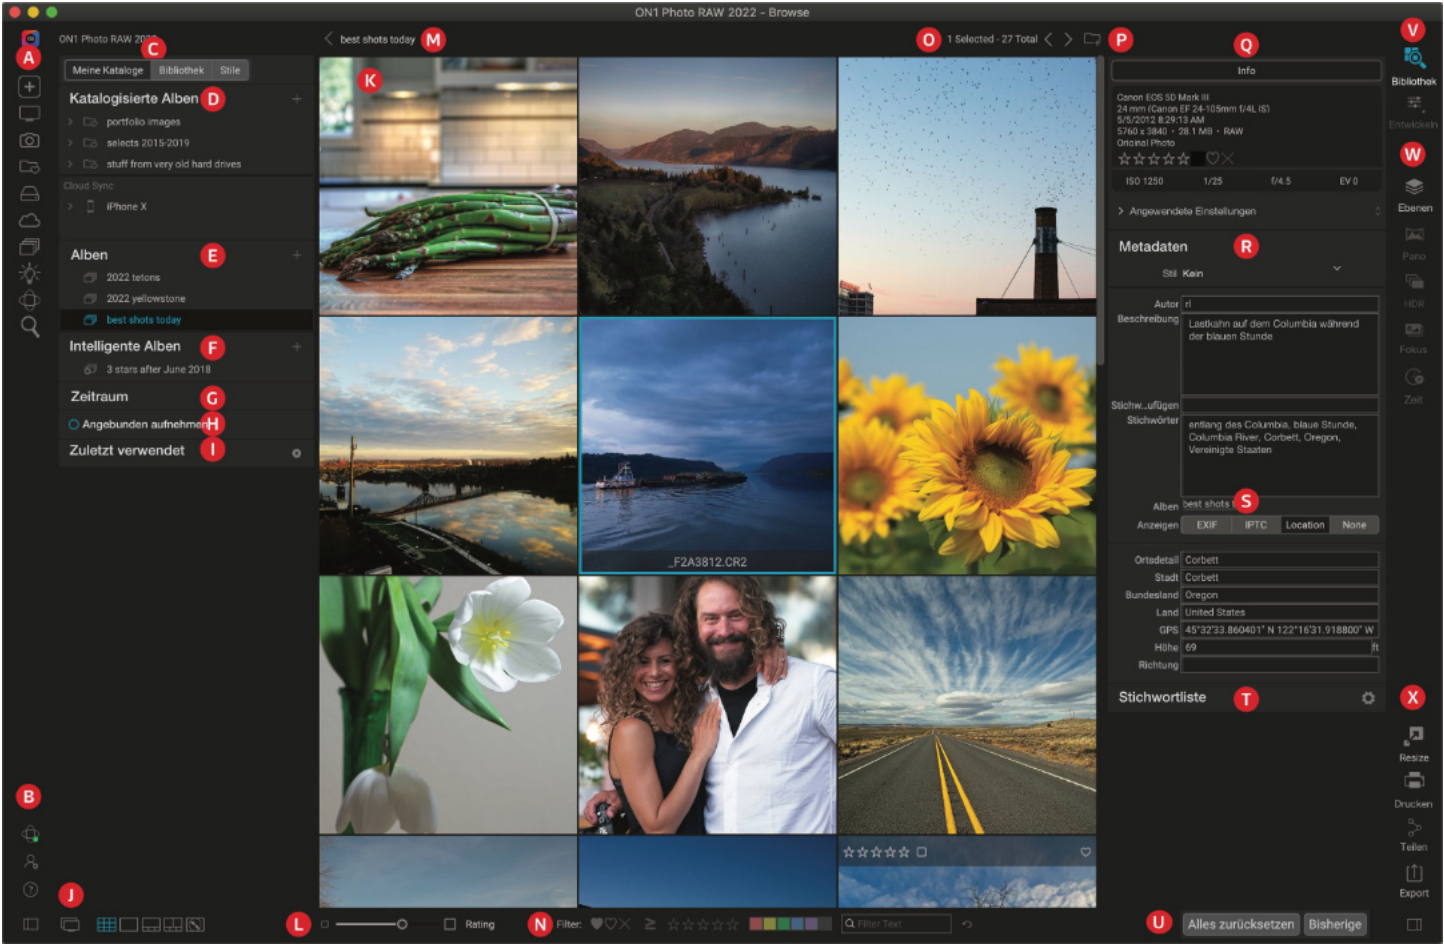 ON1 Photo RAW 2022 - Browse
ON1 Photo RAW
A
C
Meine Kataloge
Bibliothek
Stile
Katalogisierte Alben
D
portfolio images
selects 2015-2019
stuff from very old hard drives
Cloud Sync
iPhone X
Alben
E
2022 tetons
2022 yellowstone
best shots today
Intelligente Alben
F
3 stars after June 2018
Zeitraum
G
Angebunden aufnehmen
H
Zuletzt verwendet
I
B
J
best shots today
M
O
1 Selected - 27 Total
P
K
_F2A3812.CR2
L
Rating
N
Filter:
≥
Filter Text
Q
Info
Canon EOS 5D Mark III
24 mm (Canon EF 24-105mm f/4L IS)
5/5/2012 8:29:13 AM
5760 x 3840 · 28.1 MB · RAW
Original Photo
ISO 1250
1/25
f/4.5
EV 0
Angewendete Einstellungen
Metadaten
R
Stil
Kein
Autor
rl
Beschreibung
Lastkahn auf dem Columbia während
der blauen Stunde
Stichw...ufügen
Stichwörter
entlang des Columbia, blaue Stunde,
Columbia River, Corbett, Oregon,
Vereinigte Staaten
Alben
best shots
S
Anzeigen
EXIF
IPTC
Location
None
Ortsdetail
Corbett
Stadt
Corbett
Bundesland
Oregon
Land
United States
GPS
45°32'33.860401" N 122°16'31.918800" W
Höhe
69
ft
Richtung
Stichwortliste
T
U
Alles zurücksetzen
Bisherige
V
Bibliothek
Entwickeln
W
Ebenen
Pano
HDR
Fokus
Zeit
X
Resize
Drucken
Teilen
Export